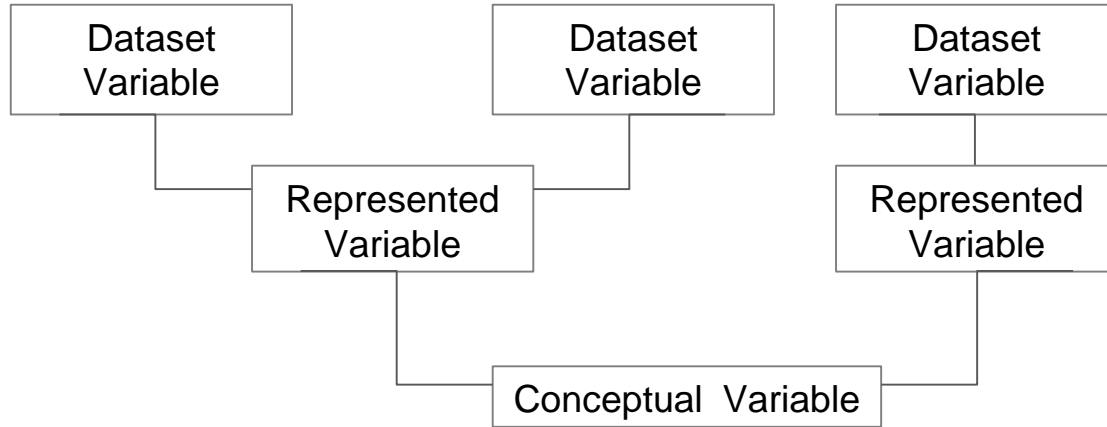 Dataset
Variable
Dataset
Variable
Dataset
Variable
Represented
Variable
Represented
Variable
Conceptual  Variable